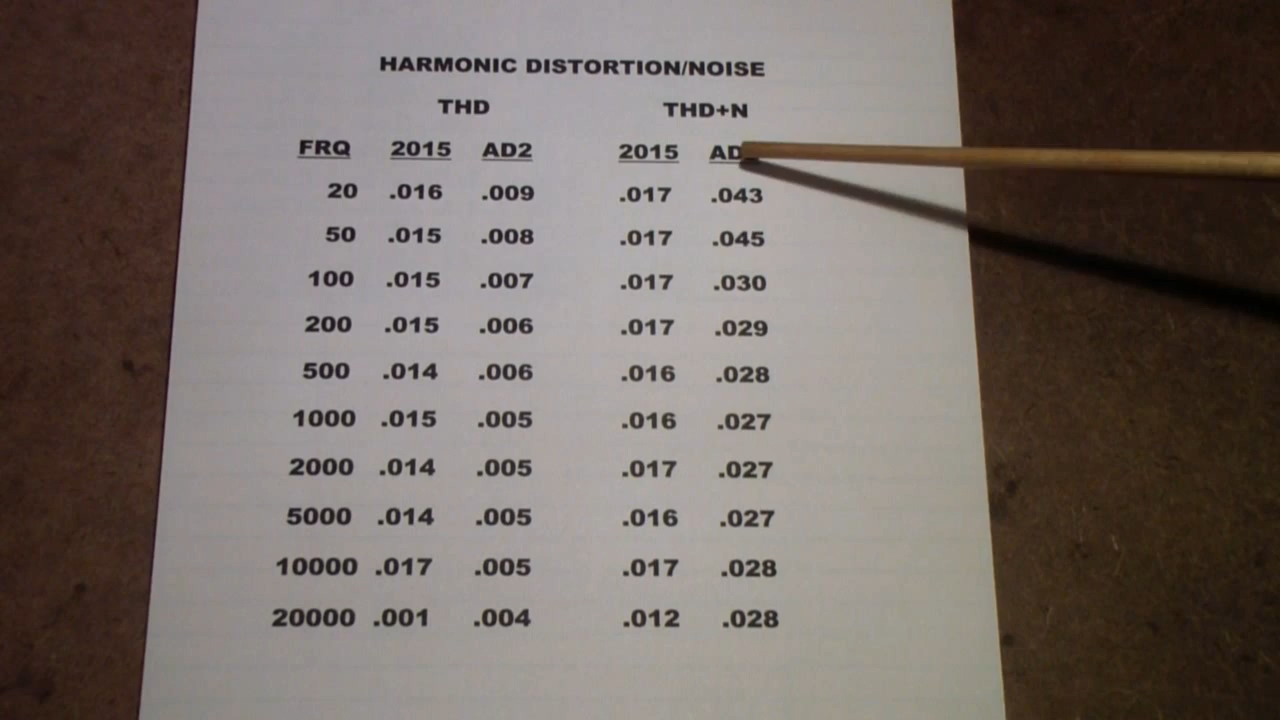 HARMONIC DISTORTION/NOISE
THD THD+N
FRQ 2015 AD2 2015 AD
20 .016 .009 .017 .043
50 .015 .008 .017 .045
100 .015 .007 .017 .030
200 .015 .006 .017 .029
500 .014 .006 .016 .028
1000 .015 .005 .016 .027
2000 .014 .005 .017 .027
5000 .014 .005 .016 .027
10000 .017 .005 .017 .028
20000 .001 .004 .012 .028